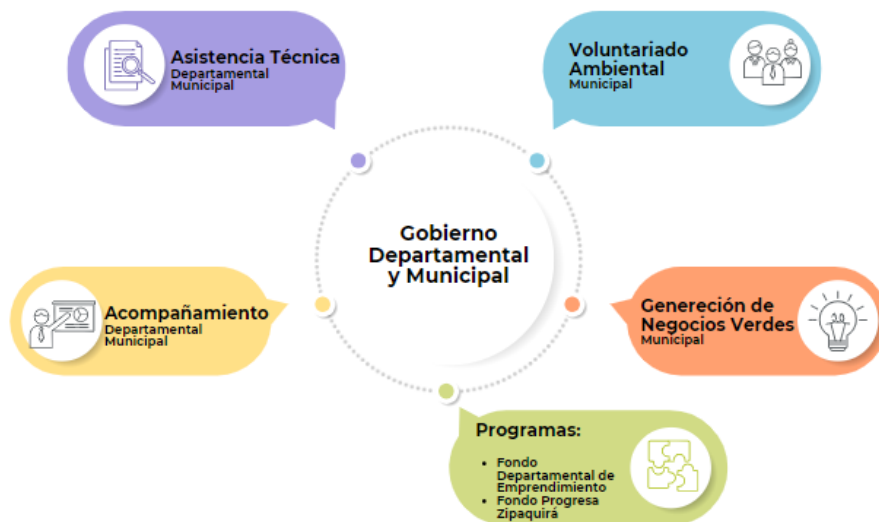 Asistencia Técnica
Departamental
Municipal
Voluntariado
Ambiental
Municipal
Gobierno
Departamental
y Municipal
Acompañamiento
Departamental
Municipal
Genereción de
Negocios Verdes
Municipal
Programas:
• Fondo
Departamental de
Emprendimiento
• Fondo Progresa
Zipaquirá